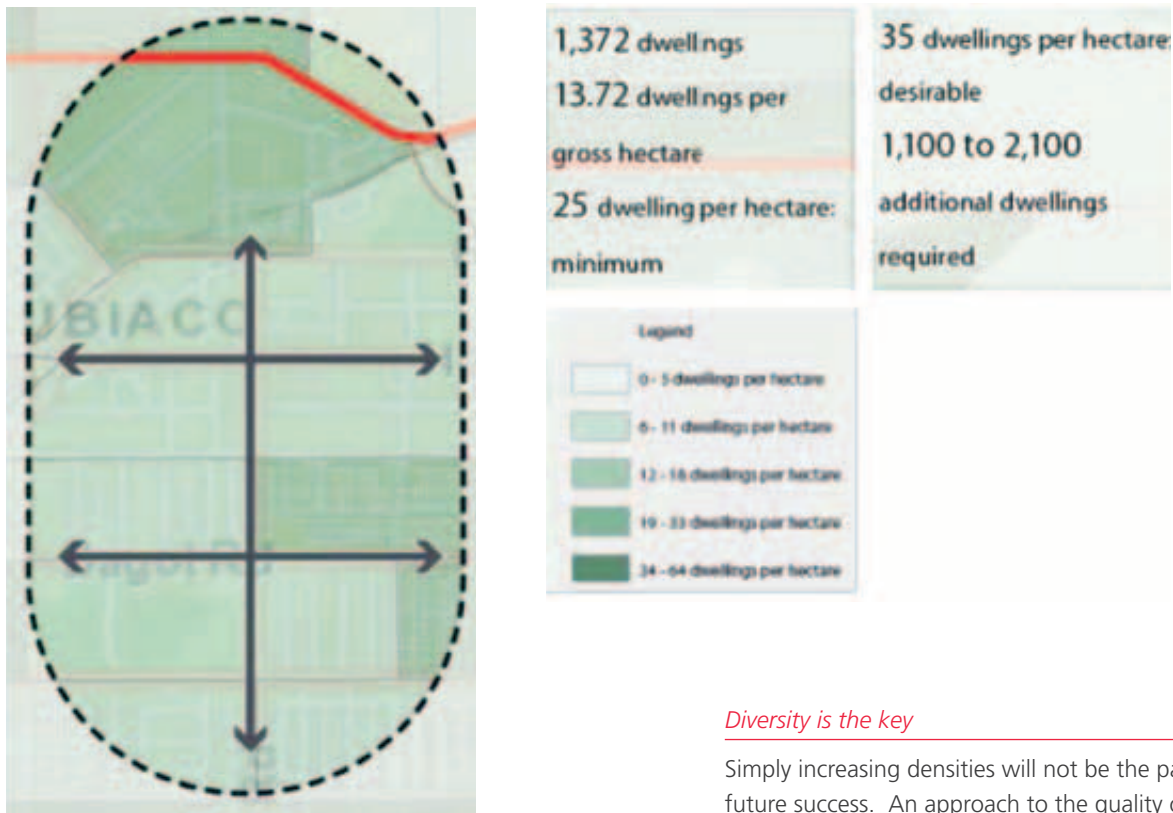 1,372 dwellings
13.72 dwellings per
gross hectare
25 dwelling per hectare:
minimum
35 dwellings per hectare:
desirable
1,100 to 2,100
additional dwellings
required
UBIACO
Legend
0 - 5 dwellings per hectare
6 - 11 dwellings per hectare
12 - 18 dwellings per hectare
19 - 33 dwellings per hectare
34 - 64 dwellings per hectare
Diversity is the key
Simply increasing densities will not be the pa
future success. An approach to the quality o